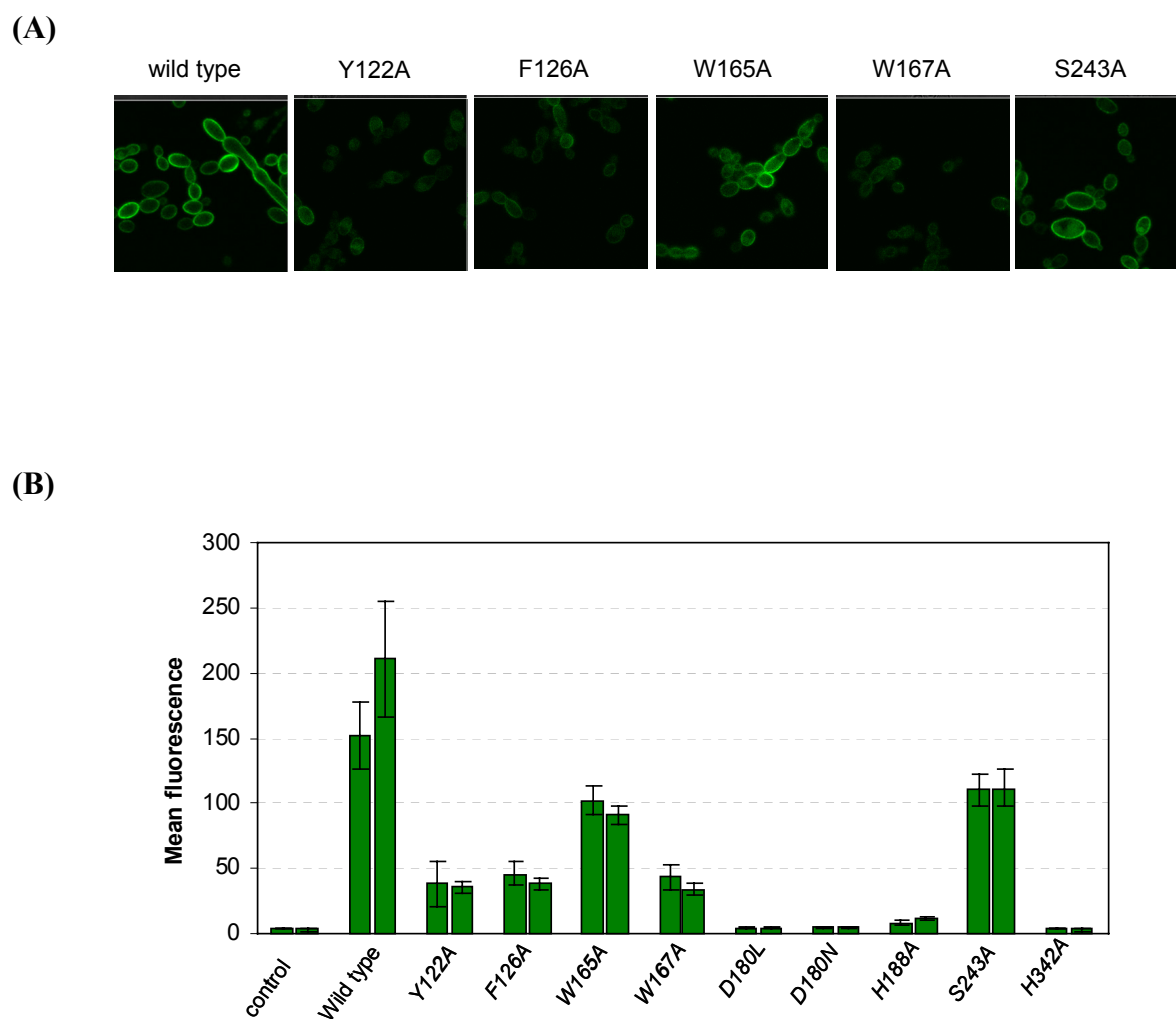 (A)
wild type Y122A F126A W165A W167A S243A
(B)
300
250
200
150
100
50
0
Mean fluorescence
control Wild type Y122A F126A W165A W167A D180L D180N H188A S243A H342A